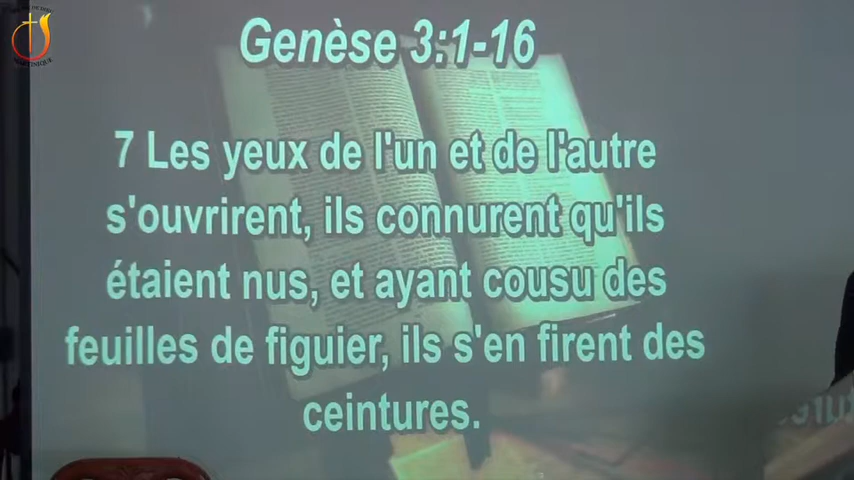 MARTINIQUE
Genèse 3:1-16
7 Les yeux de l'un et de l'autre
s'ouvrirent, ils connurent qu'ils
étaient nus, et ayant cousu des
feuilles de figuier, ils s'en firent des
ceintures.